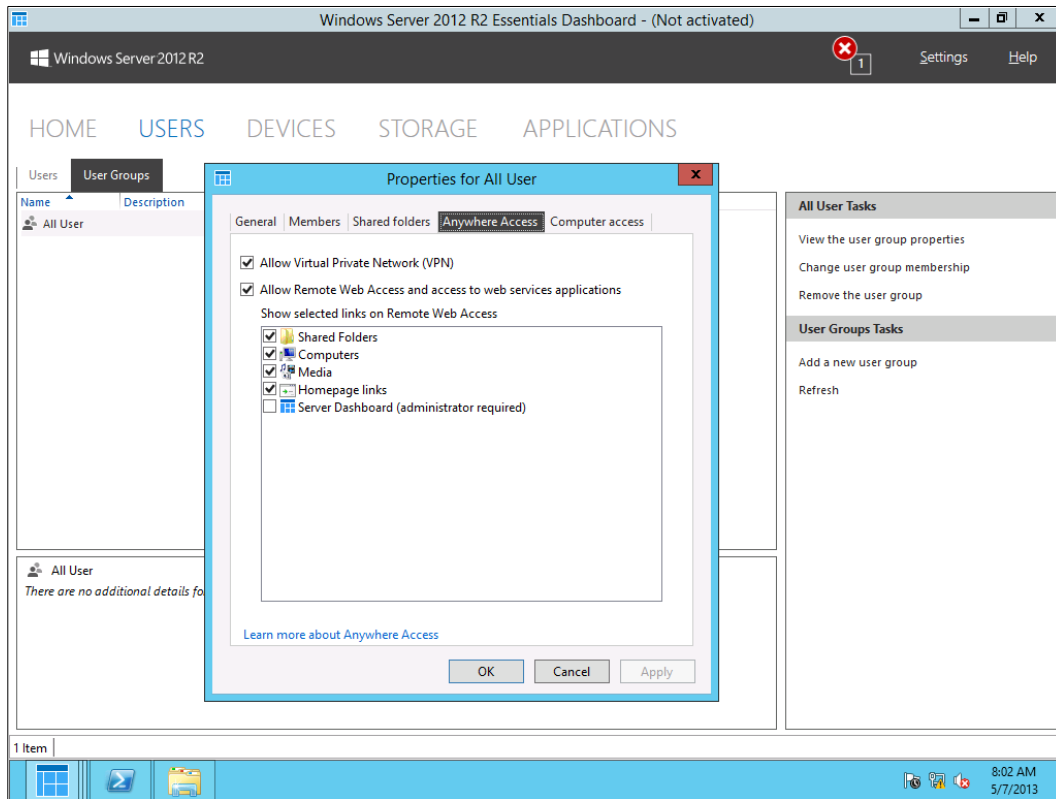 Windows Server 2012 R2 Essentials Dashboard - (Not activated)
Windows Server 2012 R2
1
Settings
Help
HOME
USERS
DEVICES
STORAGE
APPLICATIONS
Users
User Groups
Name
Description
All User
Properties for All User
General
Members
Shared folders
Anywhere Access
Computer access
Allow Virtual Private Network (VPN)
Allow Remote Web Access and access to web services applications
Show selected links on Remote Web Access
Shared Folders
Computers
Media
Homepage links
Server Dashboard (administrator required)
Learn more about Anywhere Access
OK
Cancel
Apply
All User Tasks
View the user group properties
Change user group membership
Remove the user group
User Groups Tasks
Add a new user group
Refresh
All User
There are no additional details fo
1 Item
8:02 AM
5/7/2013